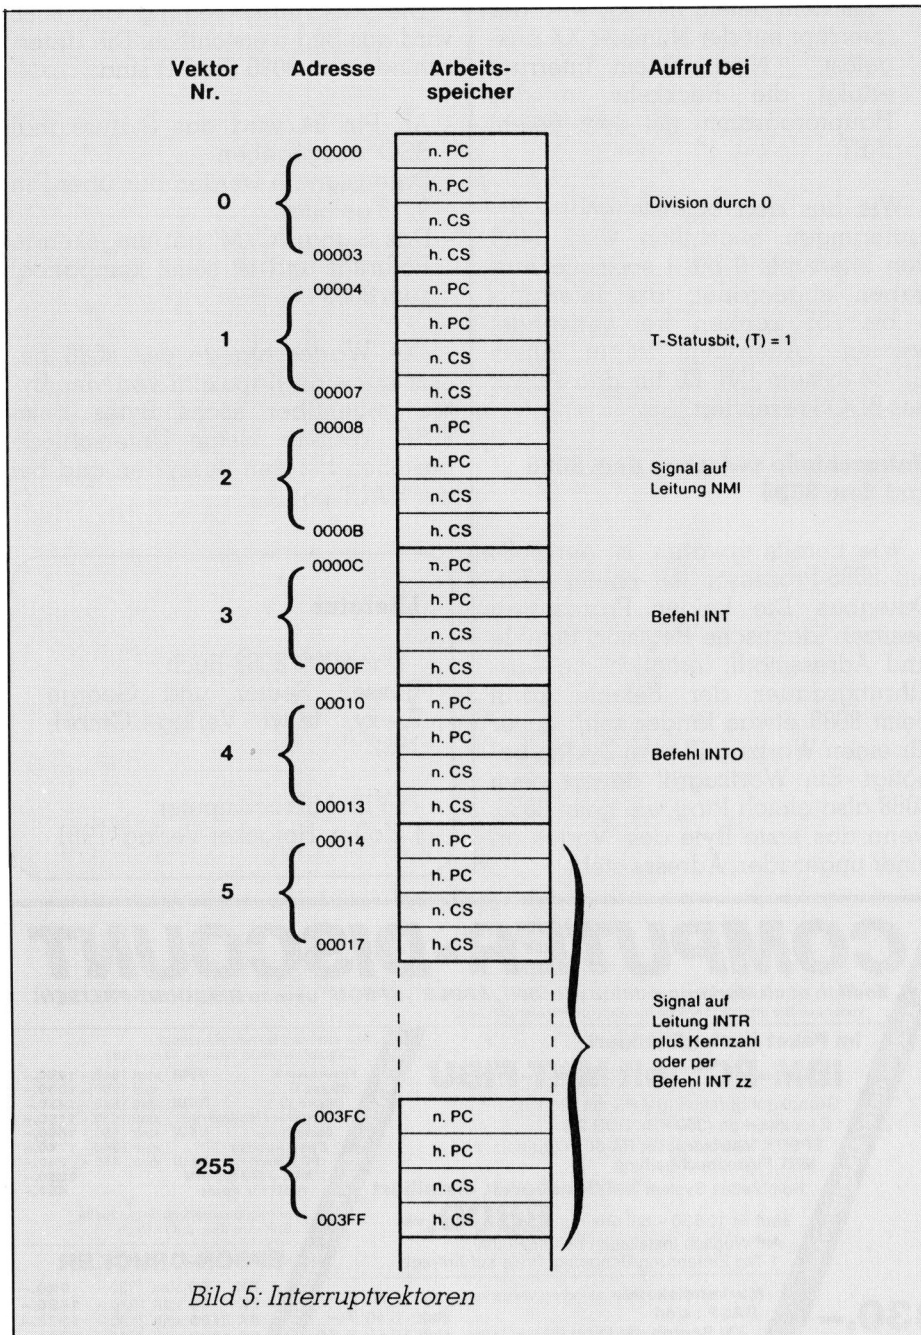 Vektor Nr. Adresse Arbeits-speicher Aufruf bei
00000 n. PC
h. PC
0 Division durch 0
n. CS
00003 h. CS
00004 n. PC
h. PC
1 T-Statusbit, (T) = 1
n. CS
00007 h. CS
00008 n. PC
h. PC
2 Signal auf
Leitung NMI
n. CS
0000B h. CS
0000C n. PC
h. PC
3 Befehl INT
n. CS
0000F h. CS
00010 n. PC
h. PC
4 Befehl INTO
n. CS
00013 h. CS
00014 n. PC
h. PC
5
n. CS
00017 h. CS
Signal auf
Leitung INTR
plus Kennzahl
oder per
Befehl INT zz
003FC n. PC
h. PC
255
n. CS
003FF h. CS
Bild 5: Interruptvektoren